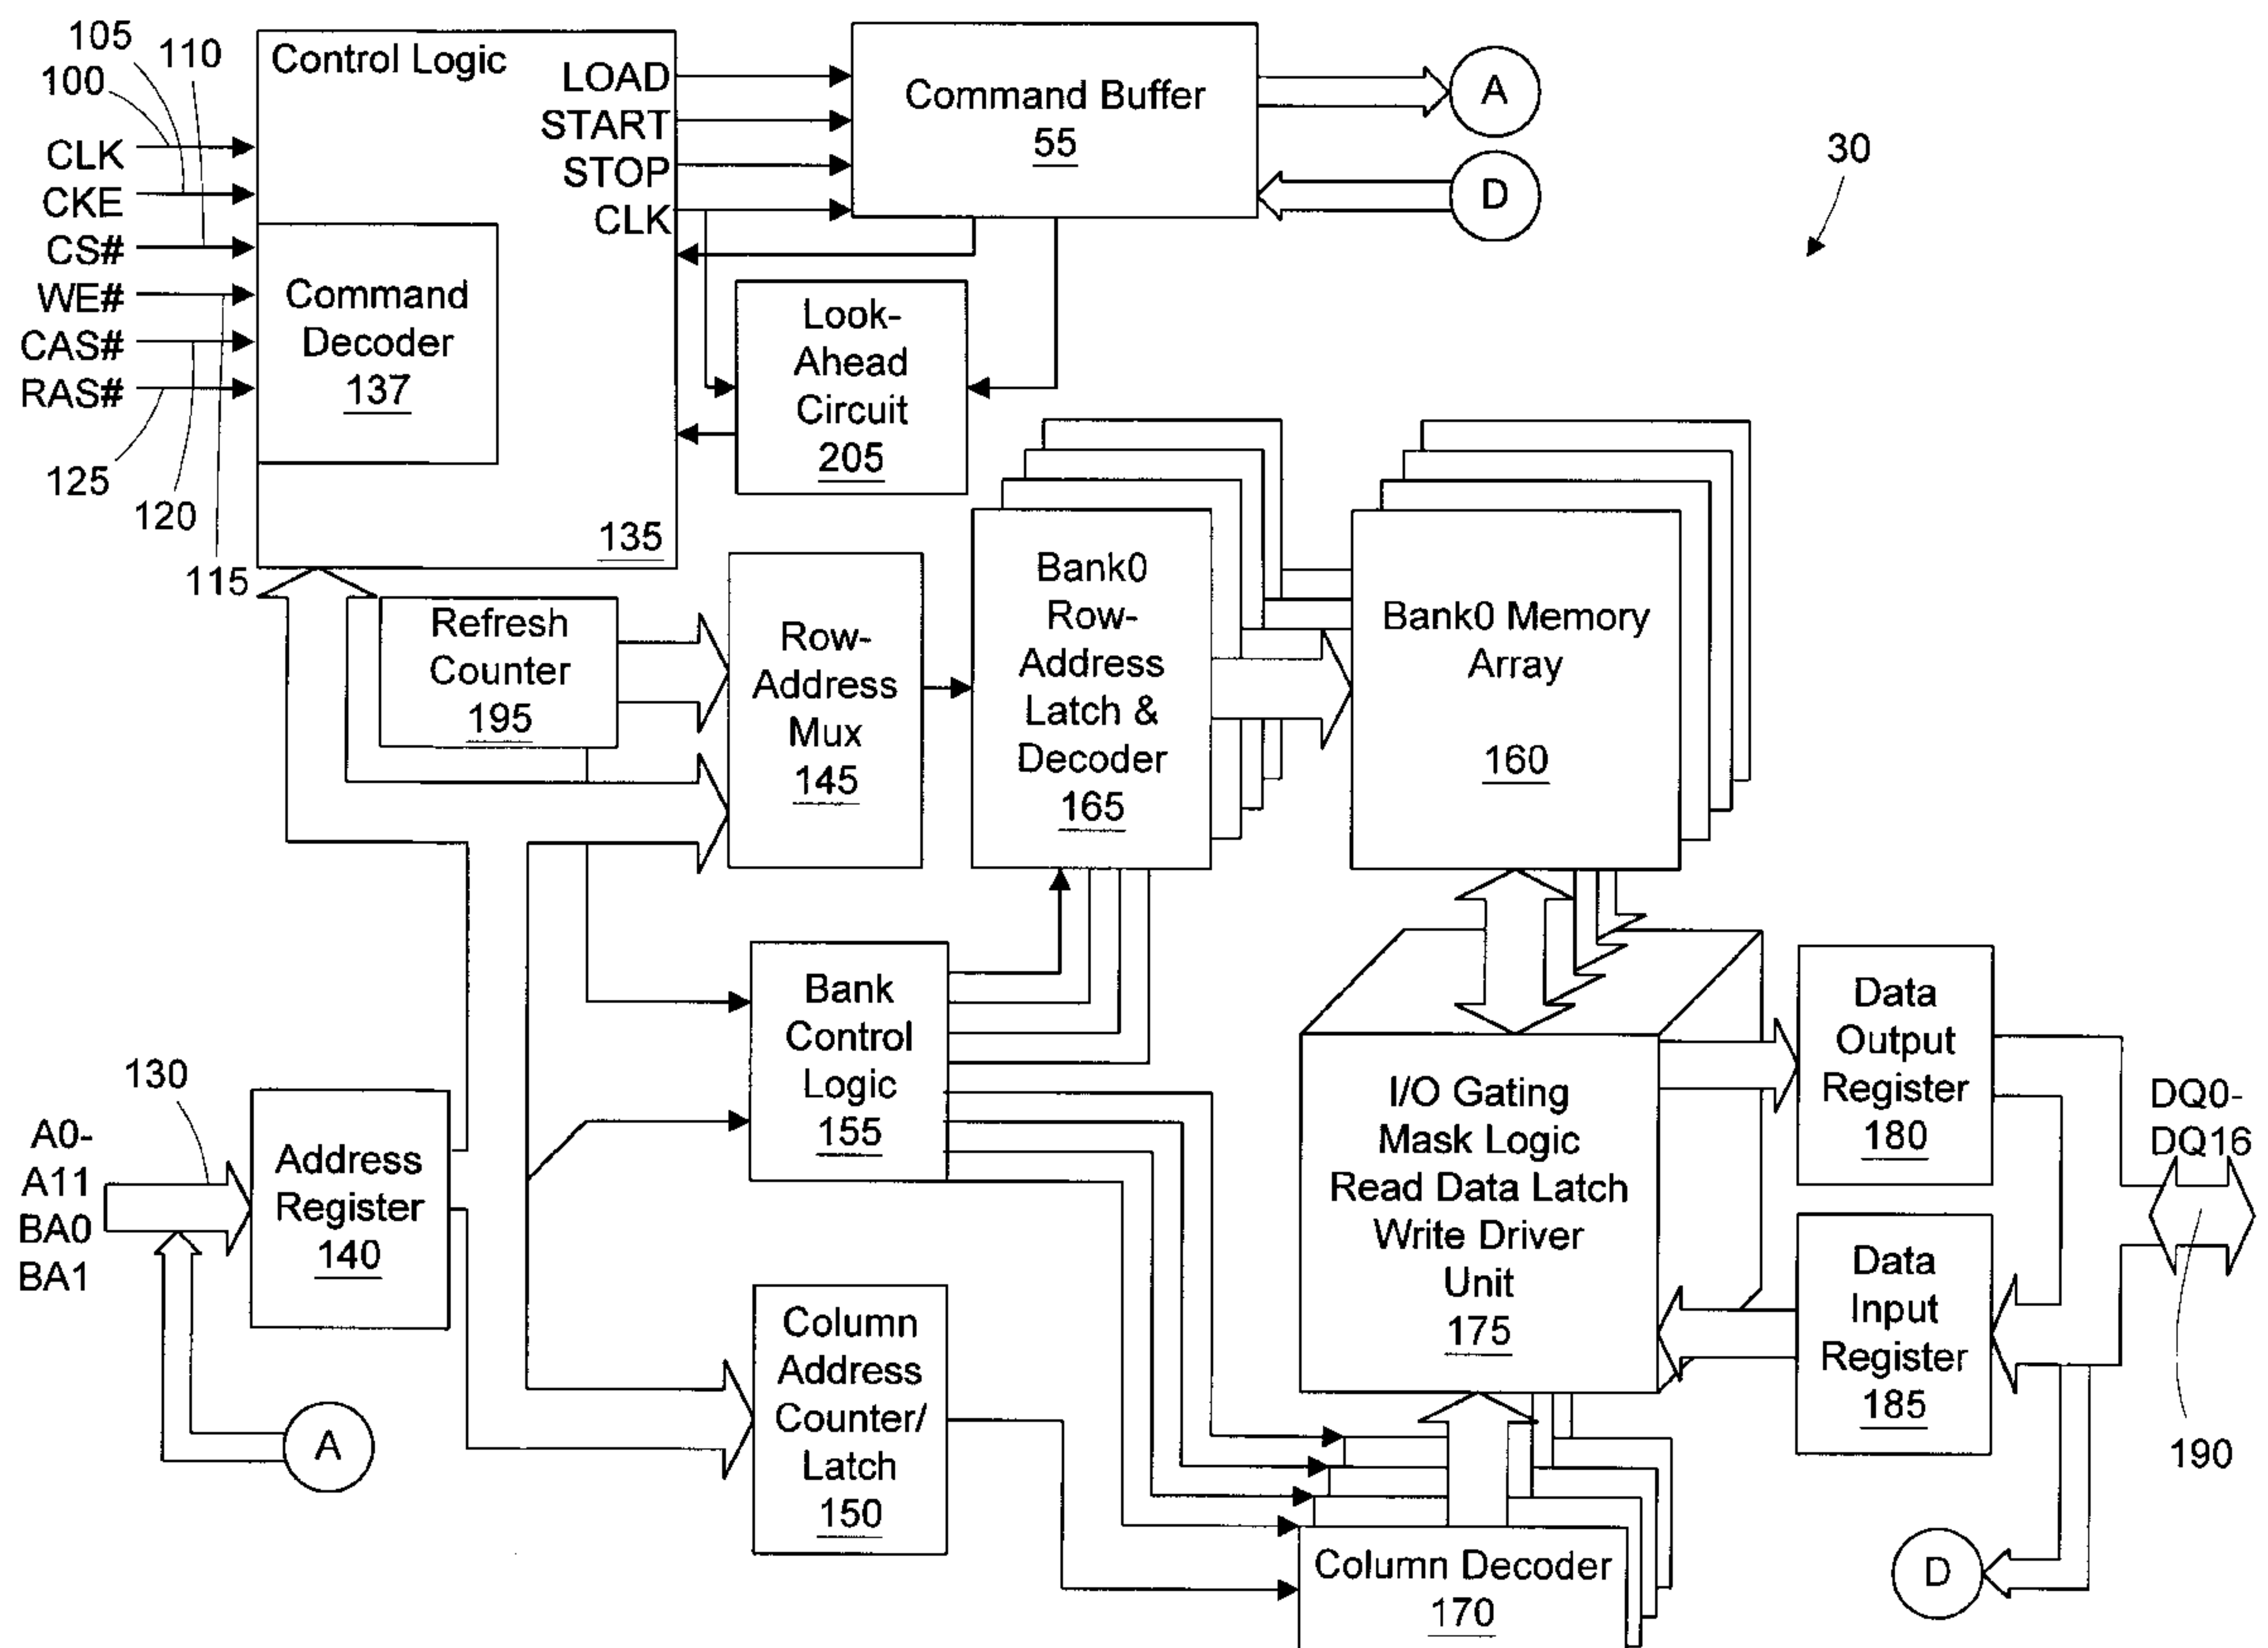 105
110
100
Control Logic
LOAD
START
STOP
CLK
CLK
CKE
CS#
WE#
CAS#
RAS#
125
120
115
Command
Decoder
137
135
Command Buffer
55
A
D
30
Look-
Ahead
Circuit
205
Refresh
Counter
195
Row-
Address
Mux
145
Bank0
Row-
Address
Latch &
Decoder
165
Bank0 Memory
Array
160
130
A0-
A11
BA0
BA1
Address
Register
140
A
Bank
Control
Logic
155
Column
Address
Counter/
Latch
150
I/O Gating
Mask Logic
Read Data Latch
Write Driver
Unit
175
Column Decoder
170
Data
Output
Register
180
Data
Input
Register
185
DQ0-
DQ16
190
D